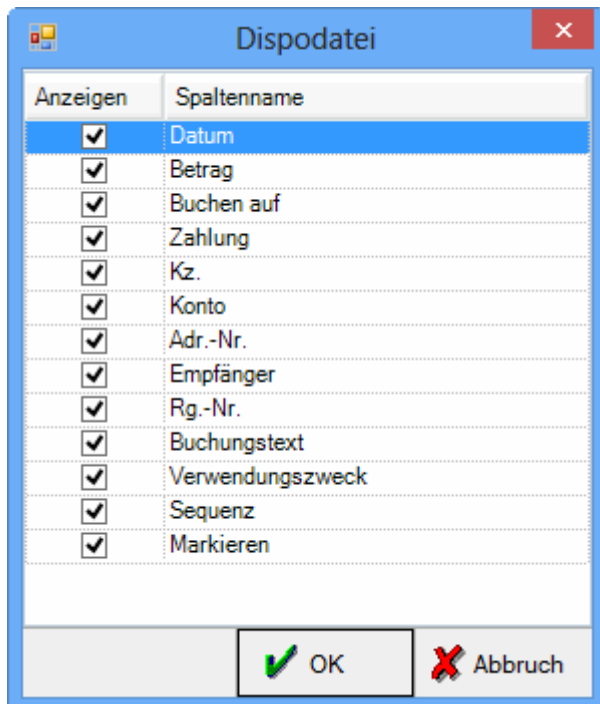 Dispodatei
Anzeigen Spaltenname
Datum
Betrag
Buchen auf
Zahlung
Kz.
Konto
Adr.-Nr.
Empfänger
Rg.-Nr.
Buchungstext
Verwendungszweck
Sequenz
Markieren
OK Abbruch